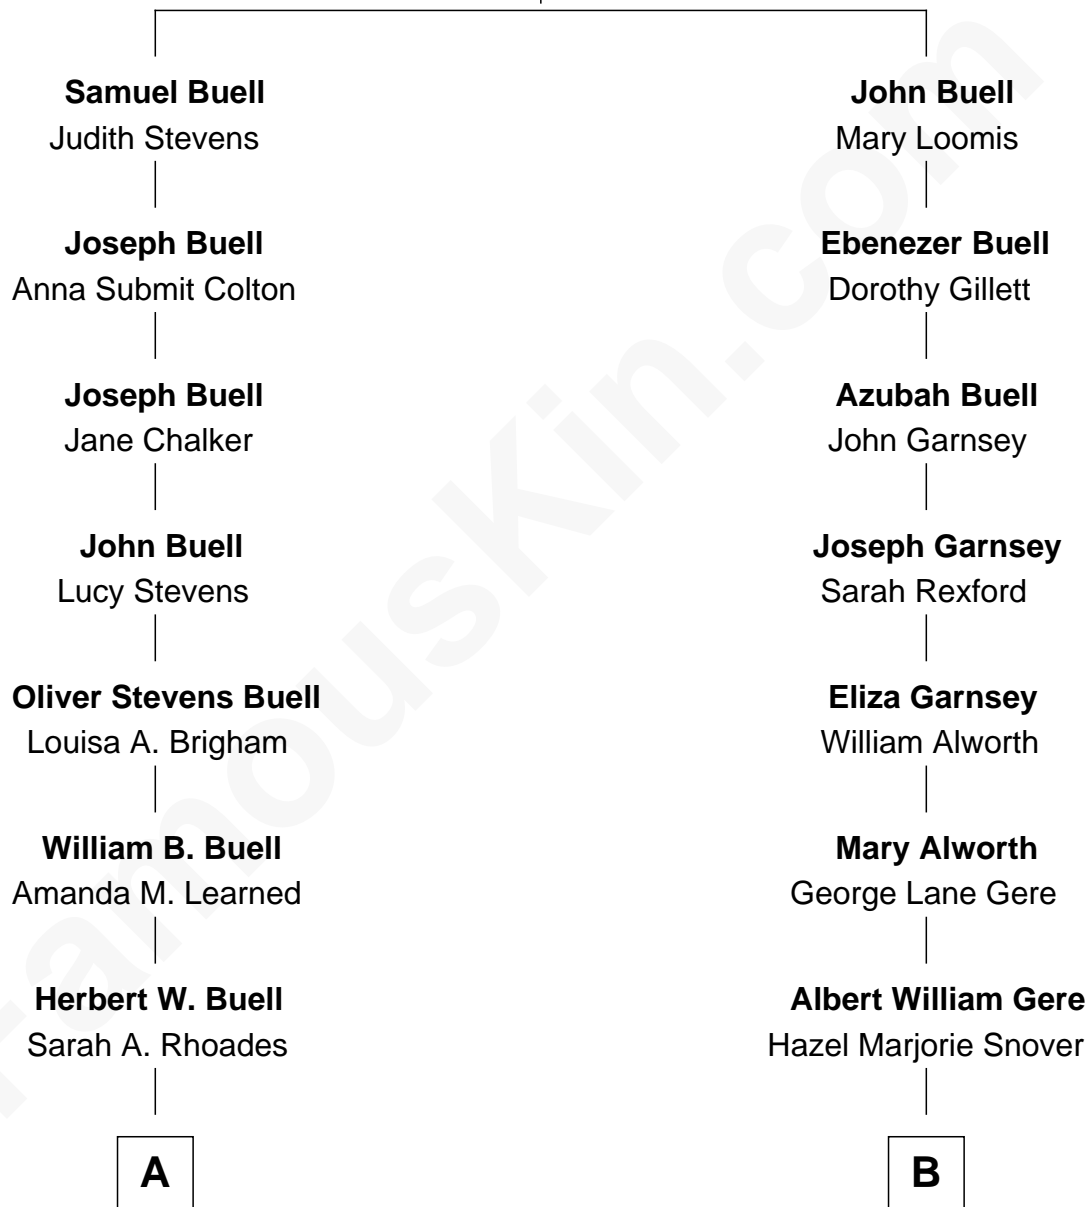 Samuel Buell
Judith Stevens
Joseph Buell
Anna Submit Colton
Joseph Buell
Jane Chalker
John Buell
Lucy Stevens
Oliver Stevens Buell
Louisa A. Brigham
William B. Buell
Amanda M. Learned
Herbert W. Buell
Sarah A. Rhoades
A
John Buell
Mary Loomis
Ebenezer Buell
Dorothy Gillett
Azubah Buell
John Garnsey
Joseph Garnsey
Sarah Rexford
Eliza Garnsey
William Alworth
Mary Alworth
George Lane Gere
Albert William Gere
Hazel Marjorie Snover
B
FamousKin.com